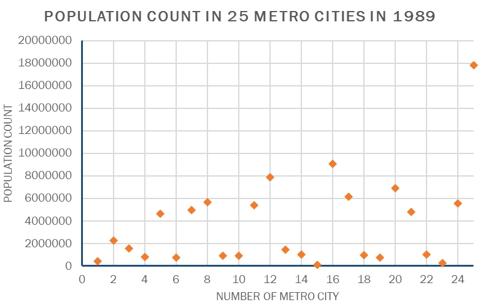 POPULATION COUNT IN 25 METRO CITIES IN 1989
20000000
18000000
16000000
14000000
12000000
10000000
8000000
6000000
4000000
2000000
0
POPULATION COUNT
0 2 4 6 8 10 12 14 16 18 20 22 24
NUMBER OF METRO CITY